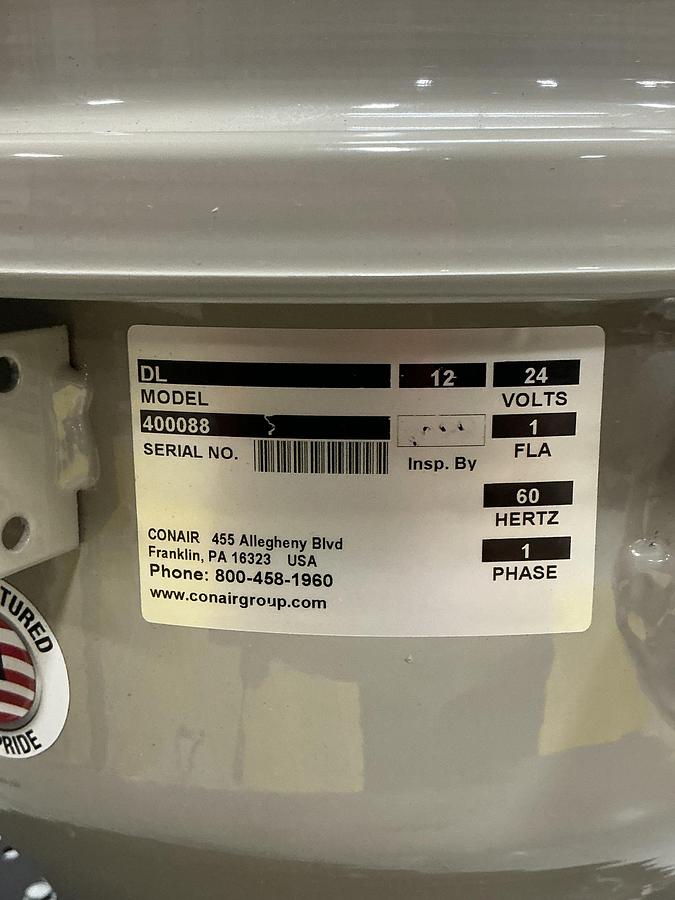 DL 12 24
MODEL VOLTS
400088 1
SERIAL NO. Insp. By FLA
60
HERTZ
1
PHASE
CONAIR 455 Allegheny Blvd
Franklin, PA 16323 USA
Phone: 800-458-1960
www.conairgroup.com
TURED
PRIDE